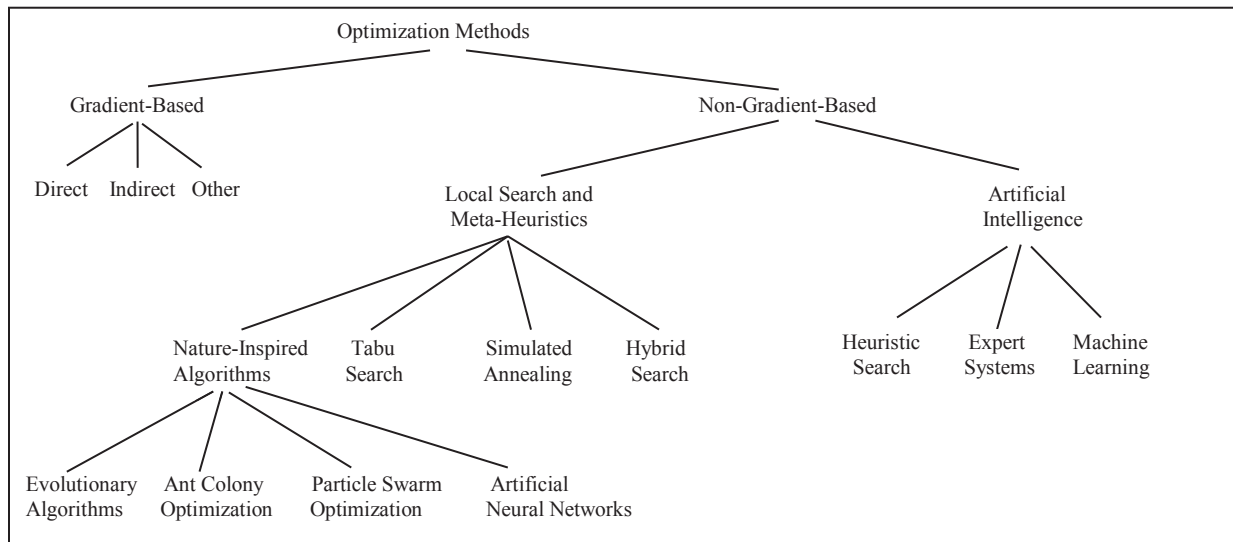 Optimization Methods
Gradient-Based Non-Gradient-Based
Direct Indirect Other
Local Search and
Meta-Heuristics
Artificial
Intelligence
Nature-Inspired
Algorithms
Tabu
Search
Simulated
Annealing
Hybrid
Search
Heuristic
Search
Expert
Systems
Machine
Learning
Evolutionary
Algorithms
Ant Colony
Optimization
Particle Swarm
Optimization
Artificial
Neural Networks